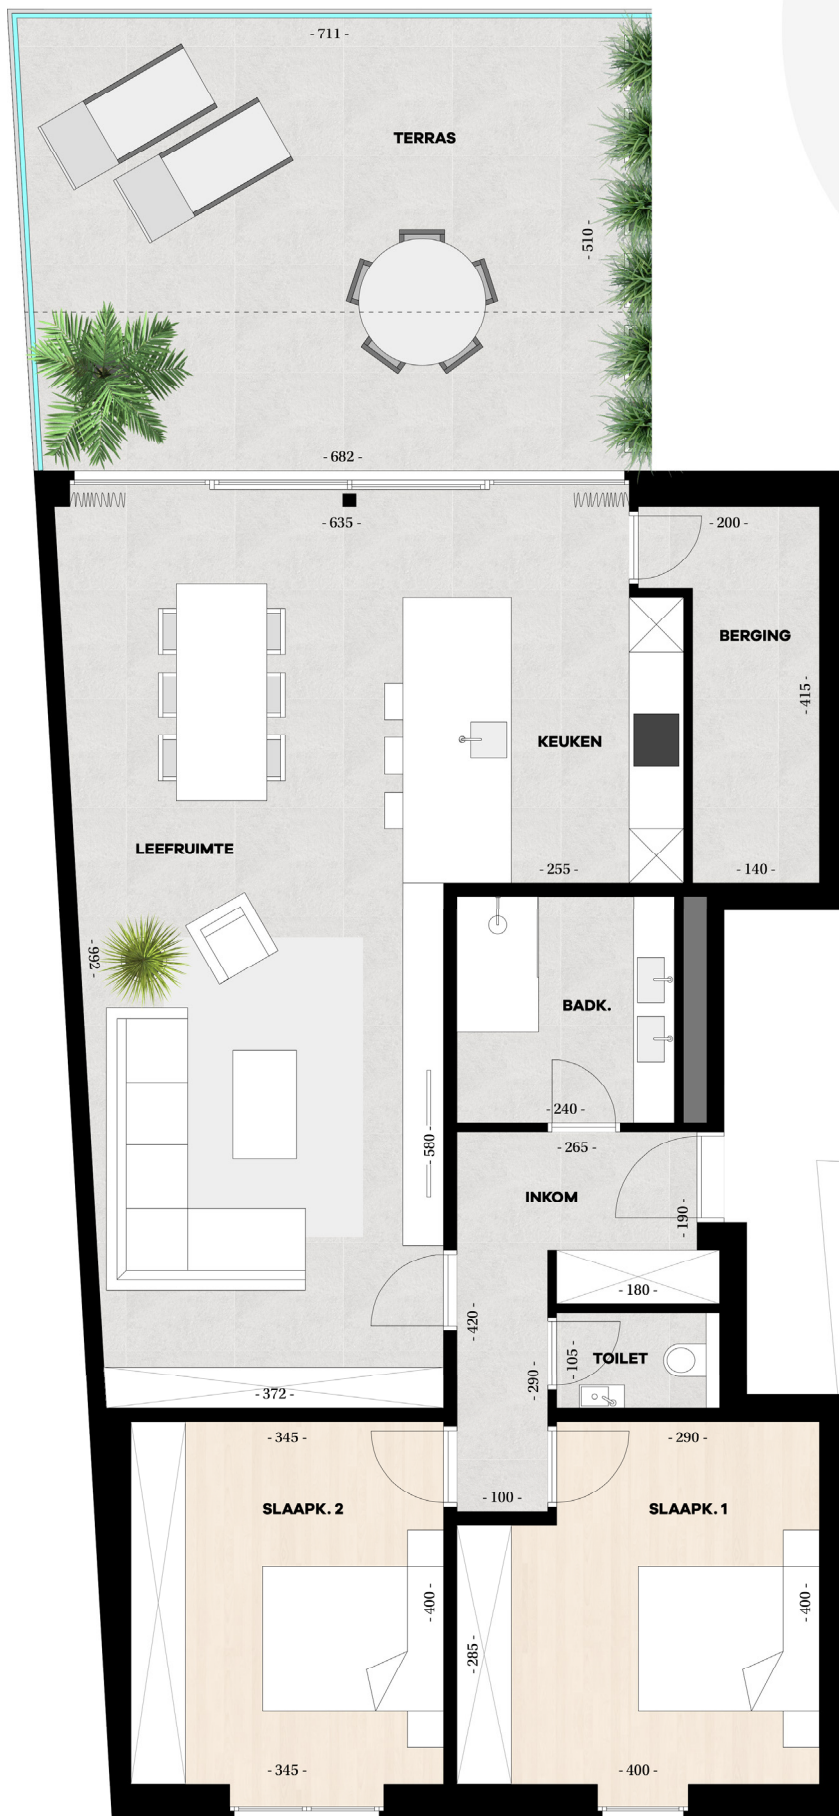 - 711 -
TERRAS
- 510 -
- 682 -
- 635 -
- 200 -
BERGING
- 415 -
KEUKEN
LEEFRUIMTE
- 255 -
- 140 -
- 992 -
BADK.
- 240 -
- 580 -
- 265 -
INKOM
- 190 -
- 180 -
- 420 -
- 105 -
TOILET
- 290 -
- 372 -
- 345 -
- 290 -
- 100 -
SLAAPK. 2
SLAAPK. 1
- 400 -
- 400 -
- 285 -
- 345 -
- 400 -